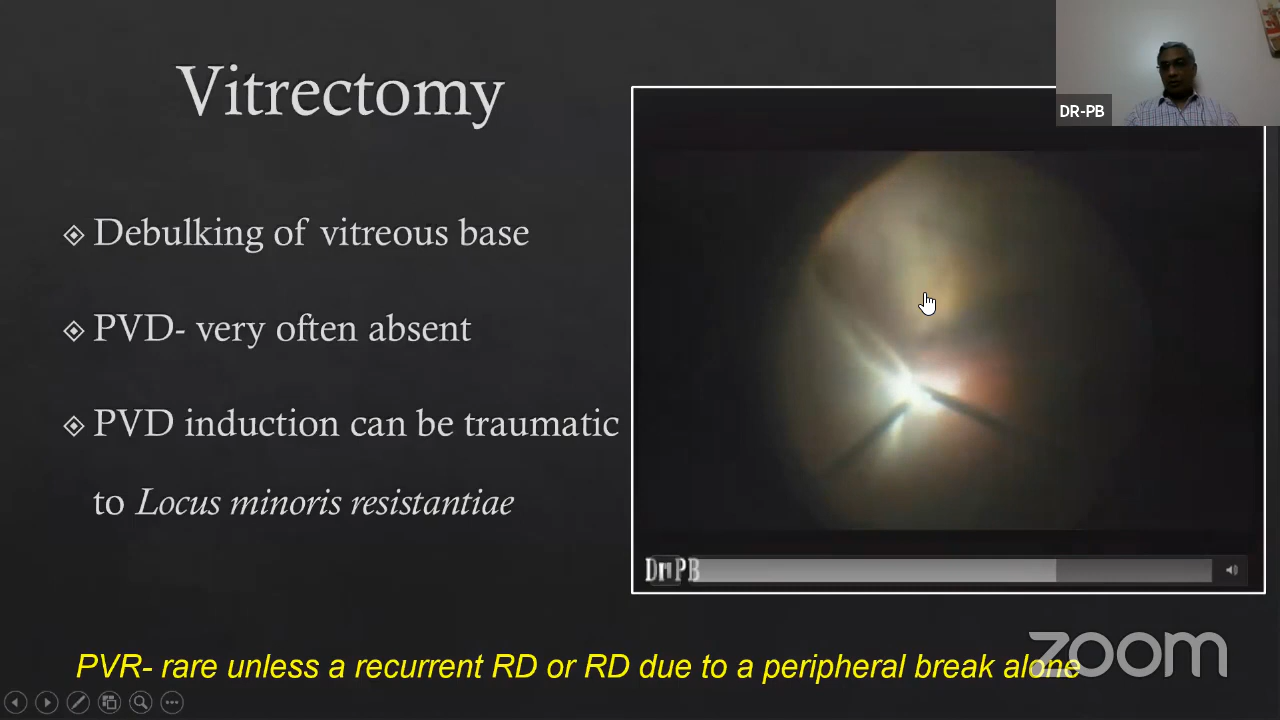 Vitrectomy
Debulking of vitreous base
PVD- very often absent
PVD induction can be traumatic
to Locus minoris resistantiae
DR-PB
PVR- rare unless a recurrent RD or RD due to a peripheral break alone
zoom